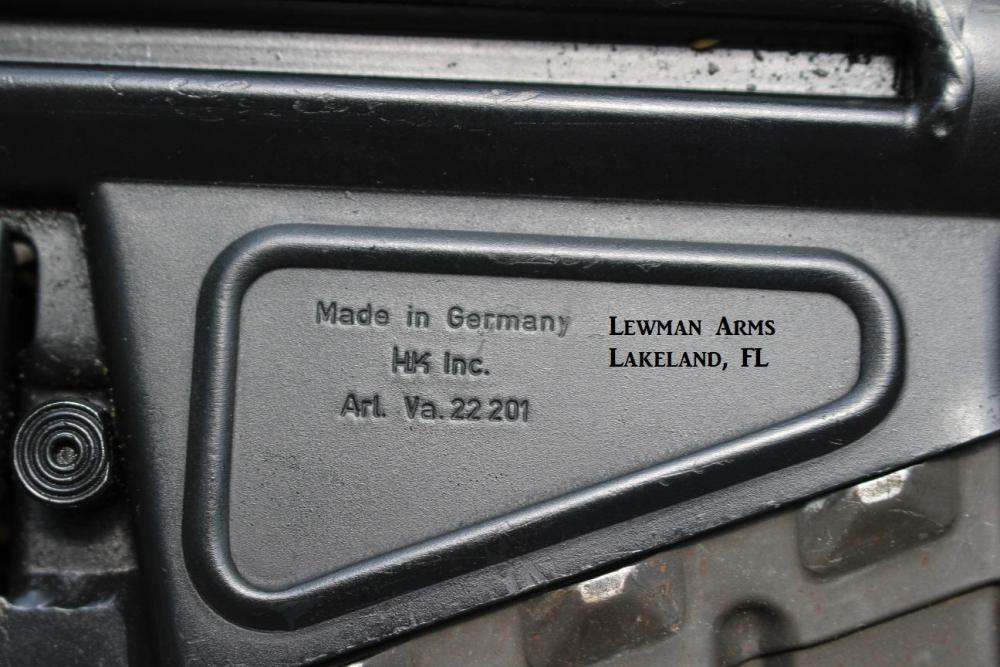 Made in Germany
HK Inc.
Arl. Va. 22 201
Lewman Arms
Lakeland, FL